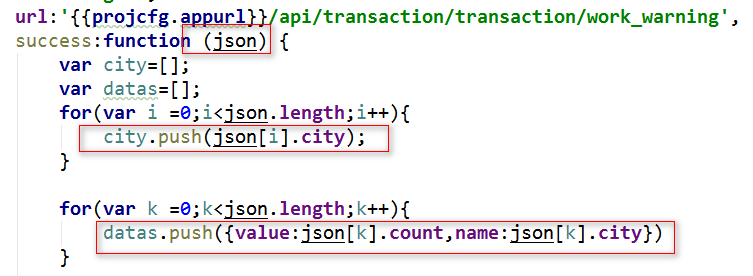 url:'{{projcfg.appurl}}/api/transaction/transaction/work_warning',
success:function (json) {
var city=[];
var datas=[];
for(var i =0;i<json.length;i++){
city.push(json[i].city);
}
for(var k =0;k<json.length;k++){
datas.push({value:json[k].count,name:json[k].city})
}